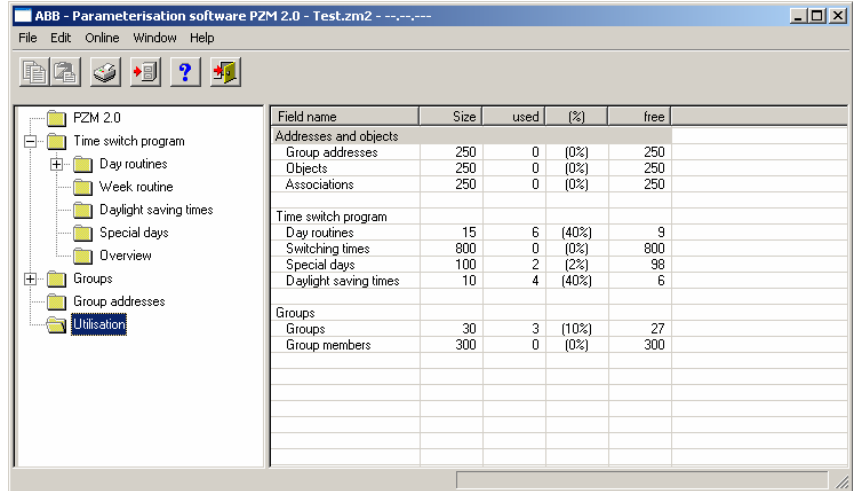 ABB - Parameterisation software PZM 2.0 - Test.zm2 - --.--.---
File Edit Online Window Help
PZM 2.0
Time switch program
Day routines
Week routine
Daylight saving times
Special days
Overview
Groups
Group addresses
Utilisation
Field name Size used (%) free
Addresses and objects
Group addresses 250 0 (0%) 250
Objects 250 0 (0%) 250
Associations 250 0 (0%) 250
Time switch program
Day routines 15 6 (40%) 9
Switching times 800 0 (0%) 800
Special days 100 2 (2%) 98
Daylight saving times 10 4 (40%) 6
Groups
Groups 30 3 (10%) 27
Group members 300 0 (0%) 300